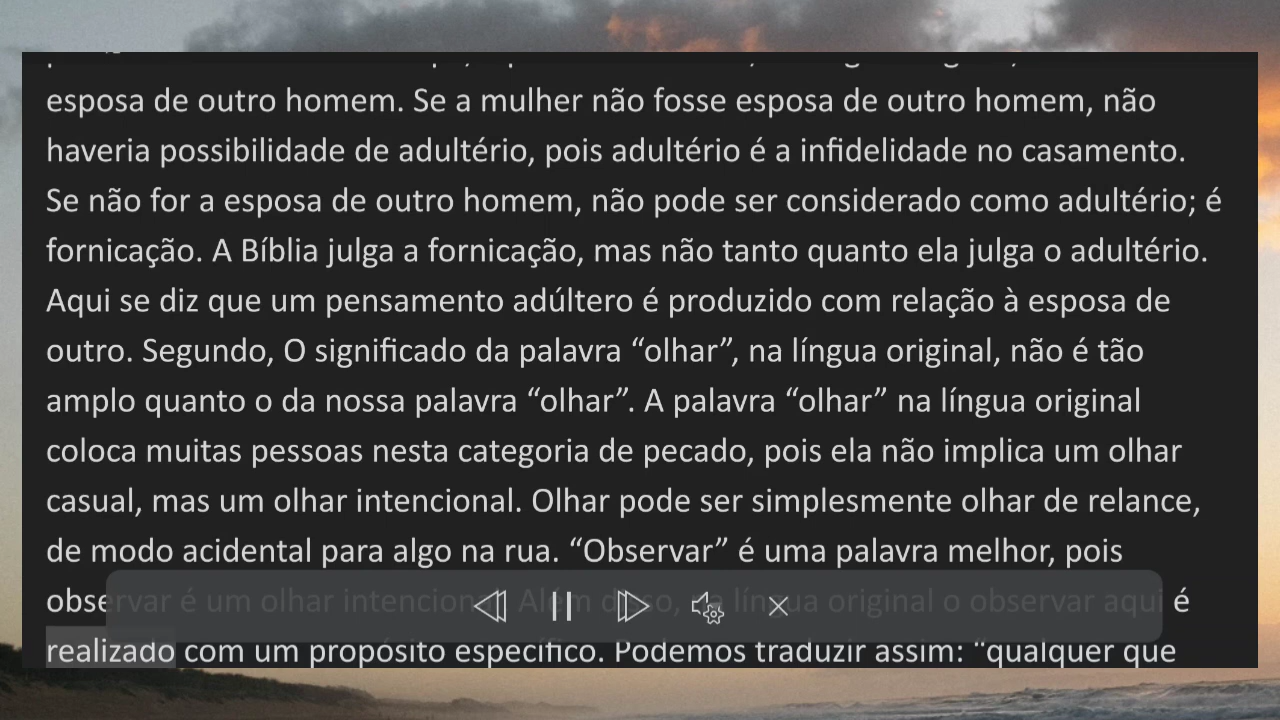 esposa de outro homem. Se a mulher não fosse esposa de outro homem, não
haveria possibilidade de adultério, pois adultério é a infidelidade no casamento.
Se não for a esposa de outro homem, não pode ser considerado como adultério; é
fornicação. A Bíblia julga a fornicação, mas não tanto quanto ela julga o adultério.
Aqui se diz que um pensamento adúltero é produzido com relação à esposa de
outro. Segundo, O significado da palavra “olhar”, na língua original, não é tão
amplo quanto o da nossa palavra “olhar”. A palavra “olhar” na língua original
coloca muitas pessoas nesta categoria de pecado, pois ela não implica um olhar
casual, mas um olhar intencional. Olhar pode ser simplesmente olhar de relance,
de modo acidental para algo na rua. “Observar” é uma palavra melhor, pois
observar é um olhar intencional. Além disso, na língua original o observar aqui é
realizado com um propósito específico. Podemos traduzir assim: “qualquer que